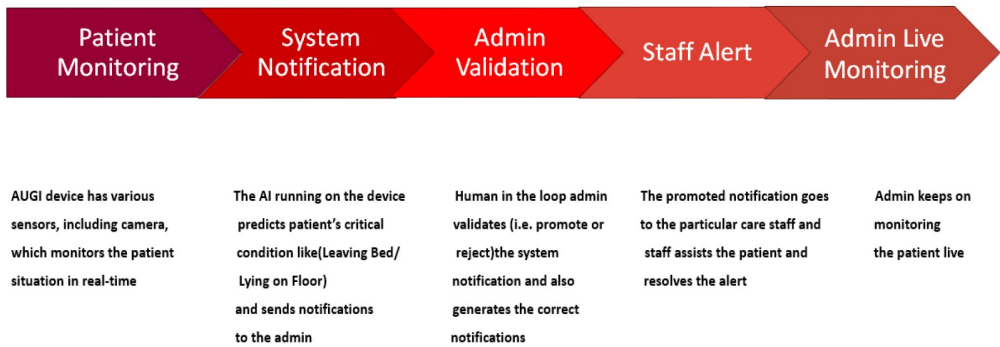 Patient
Monitoring
System
Notification
Admin
Validation
Staff Alert
Admin Live
Monitoring
AUGI device has various
sensors, including camera,
which monitors the patient
situation in real-time
The AI running on the device
predicts patient's critical
condition like(Leaving Bed/
Lying on Floor)
and sends notifications
to the admin
Human in the loop admin
validates (i.e. promote or
reject)the system
notification and also
generates the correct
notifications
The promoted notification goes
to the particular care staff and
staff assists the patient and
resolves the alert
Admin keeps on
monitoring
the patient live